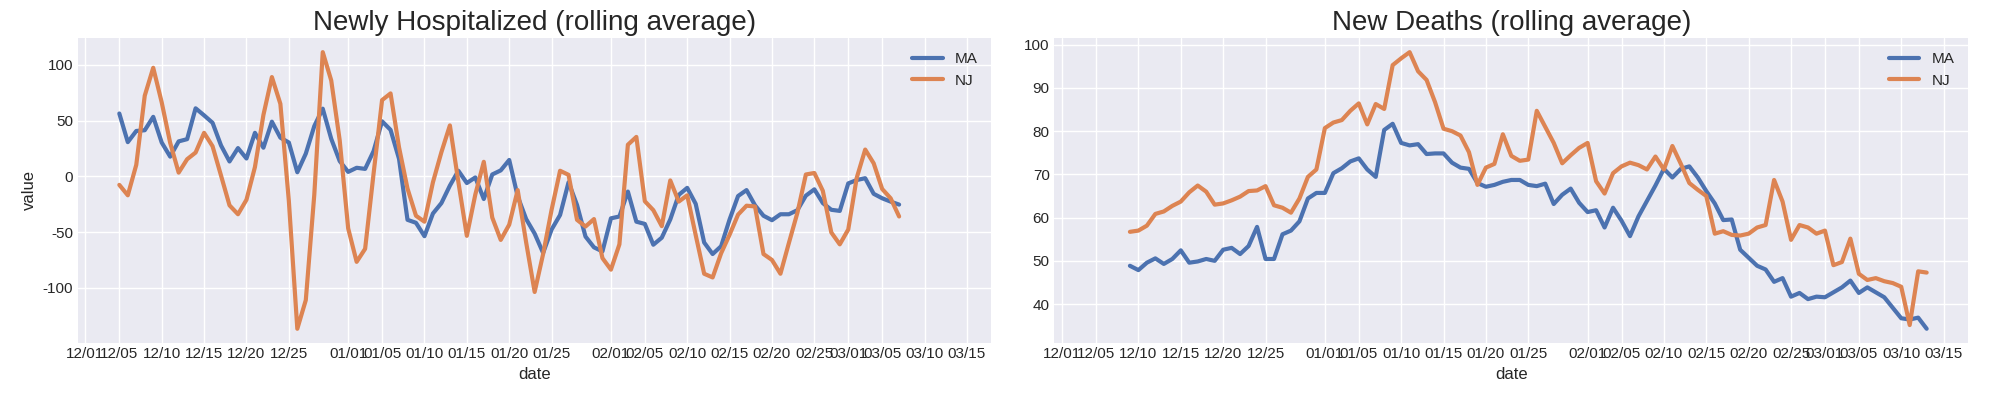 Newly Hospitalized (rolling average)
MA
NJ
value
100
50
0
-50
-100
12/01 12/05 12/10 12/15 12/20 12/25 01/01 01/05 01/10 01/15 01/20 01/25 02/01 02/05 02/10 02/15 02/20 02/25 03/01 03/05 03/10 03/15
date
New Deaths (rolling average)
MA
NJ
100
90
80
70
60
50
40
12/01 12/05 12/10 12/15 12/20 12/25 01/01 01/05 01/10 01/15 01/20 01/25 02/01 02/05 02/10 02/15 02/20 02/25 03/01 03/05 03/10 03/15
date